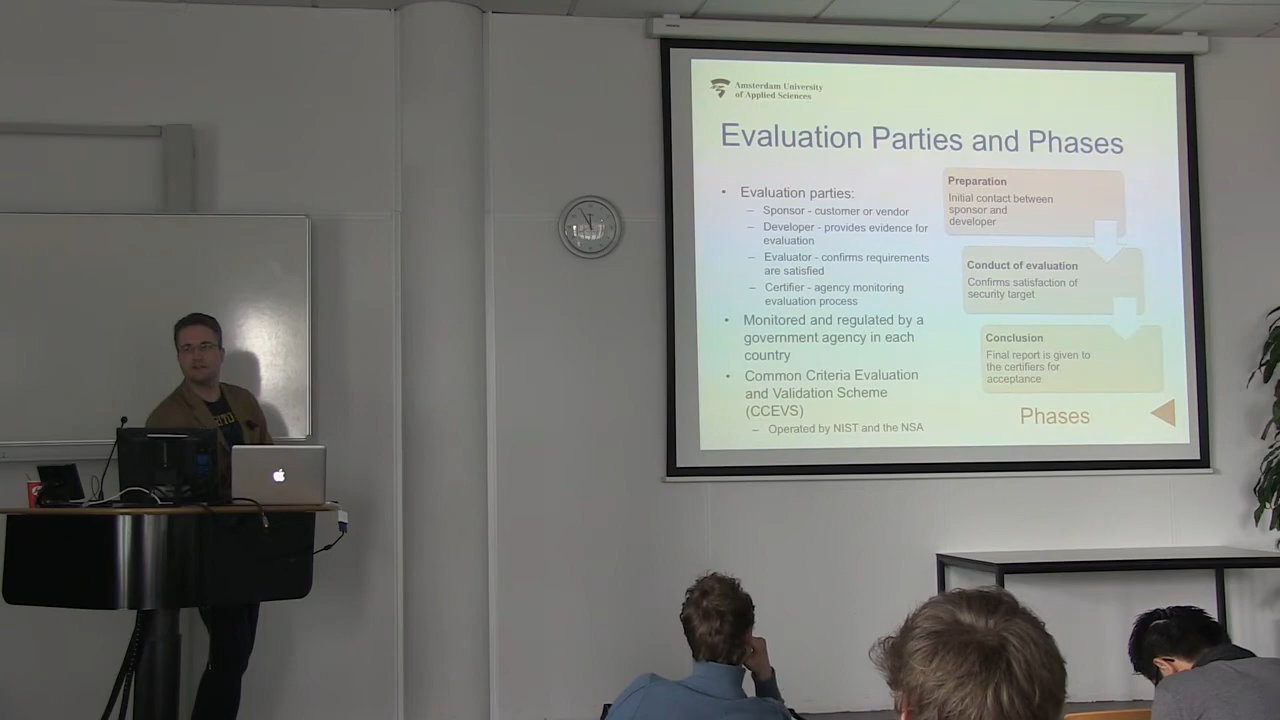 Amsterdam University
of Applied Sciences
Evaluation Parties and Phases
• Evaluation parties:
– Sponsor - customer or vendor
– Developer - provides evidence for
evaluation
– Evaluator - confirms requirements
are satisfied
– Certifier - agency monitoring
evaluation process
• Monitored and regulated by a
government agency in each
country
• Common Criteria Evaluation
and Validation Scheme
(CCEVS)
– Operated by NIST and the NSA
Preparation
Initial contact between
sponsor and
developer
Conduct of evaluation
Confirms satisfaction of
security target
Conclusion
Final report is given to
the certifiers for
acceptance
Phases